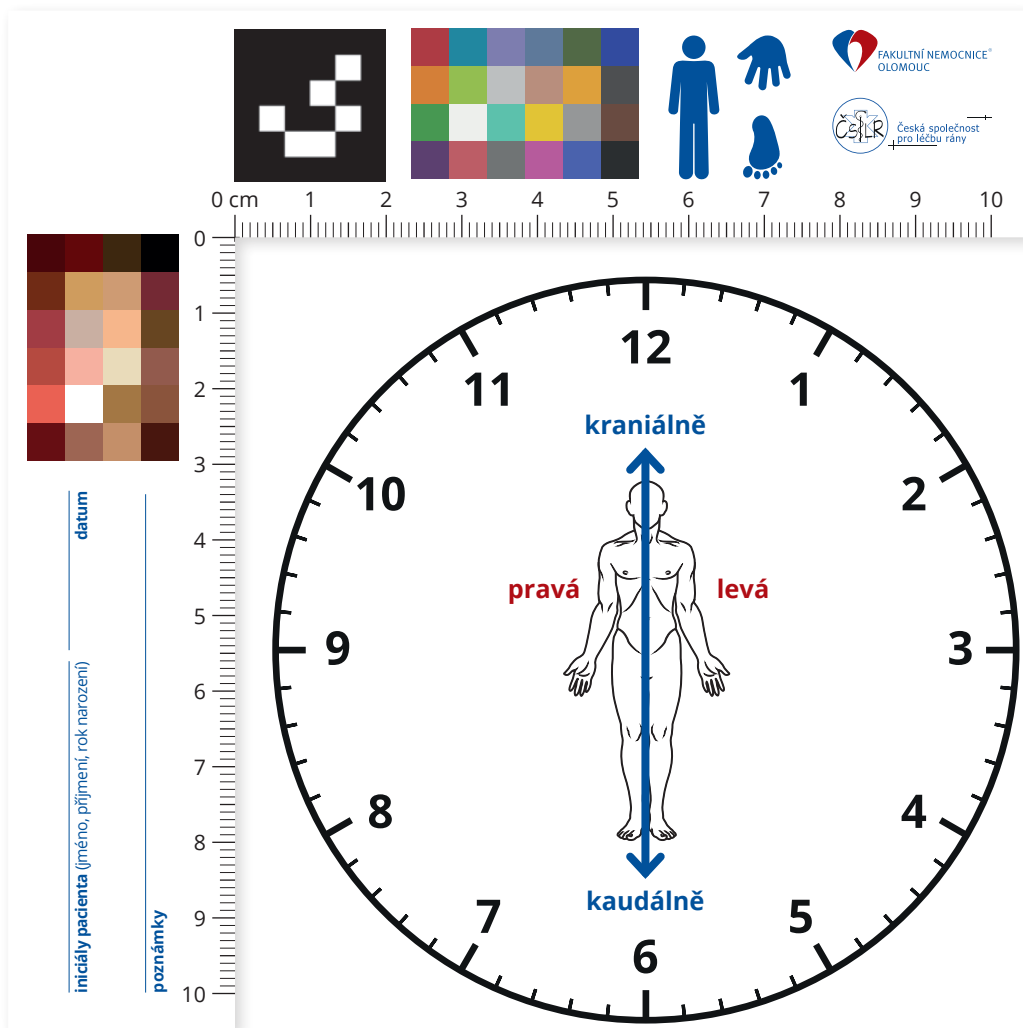 FAKULTNÍ NEMOCNICE®
OLOMOUC
ČSLR
Česká společnost
pro léčbu rány
0 cm 1 2 3 4 5 6 7 8 9 10
0
1
2
3
4
5
6
7
8
9
10
datum
iniciály pacienta (jméno, příjmení, rok narození)
poznámky
12
11 1
kraniálně
10 2
pravá levá
9 3
8 4
kaudálně
7 5
6